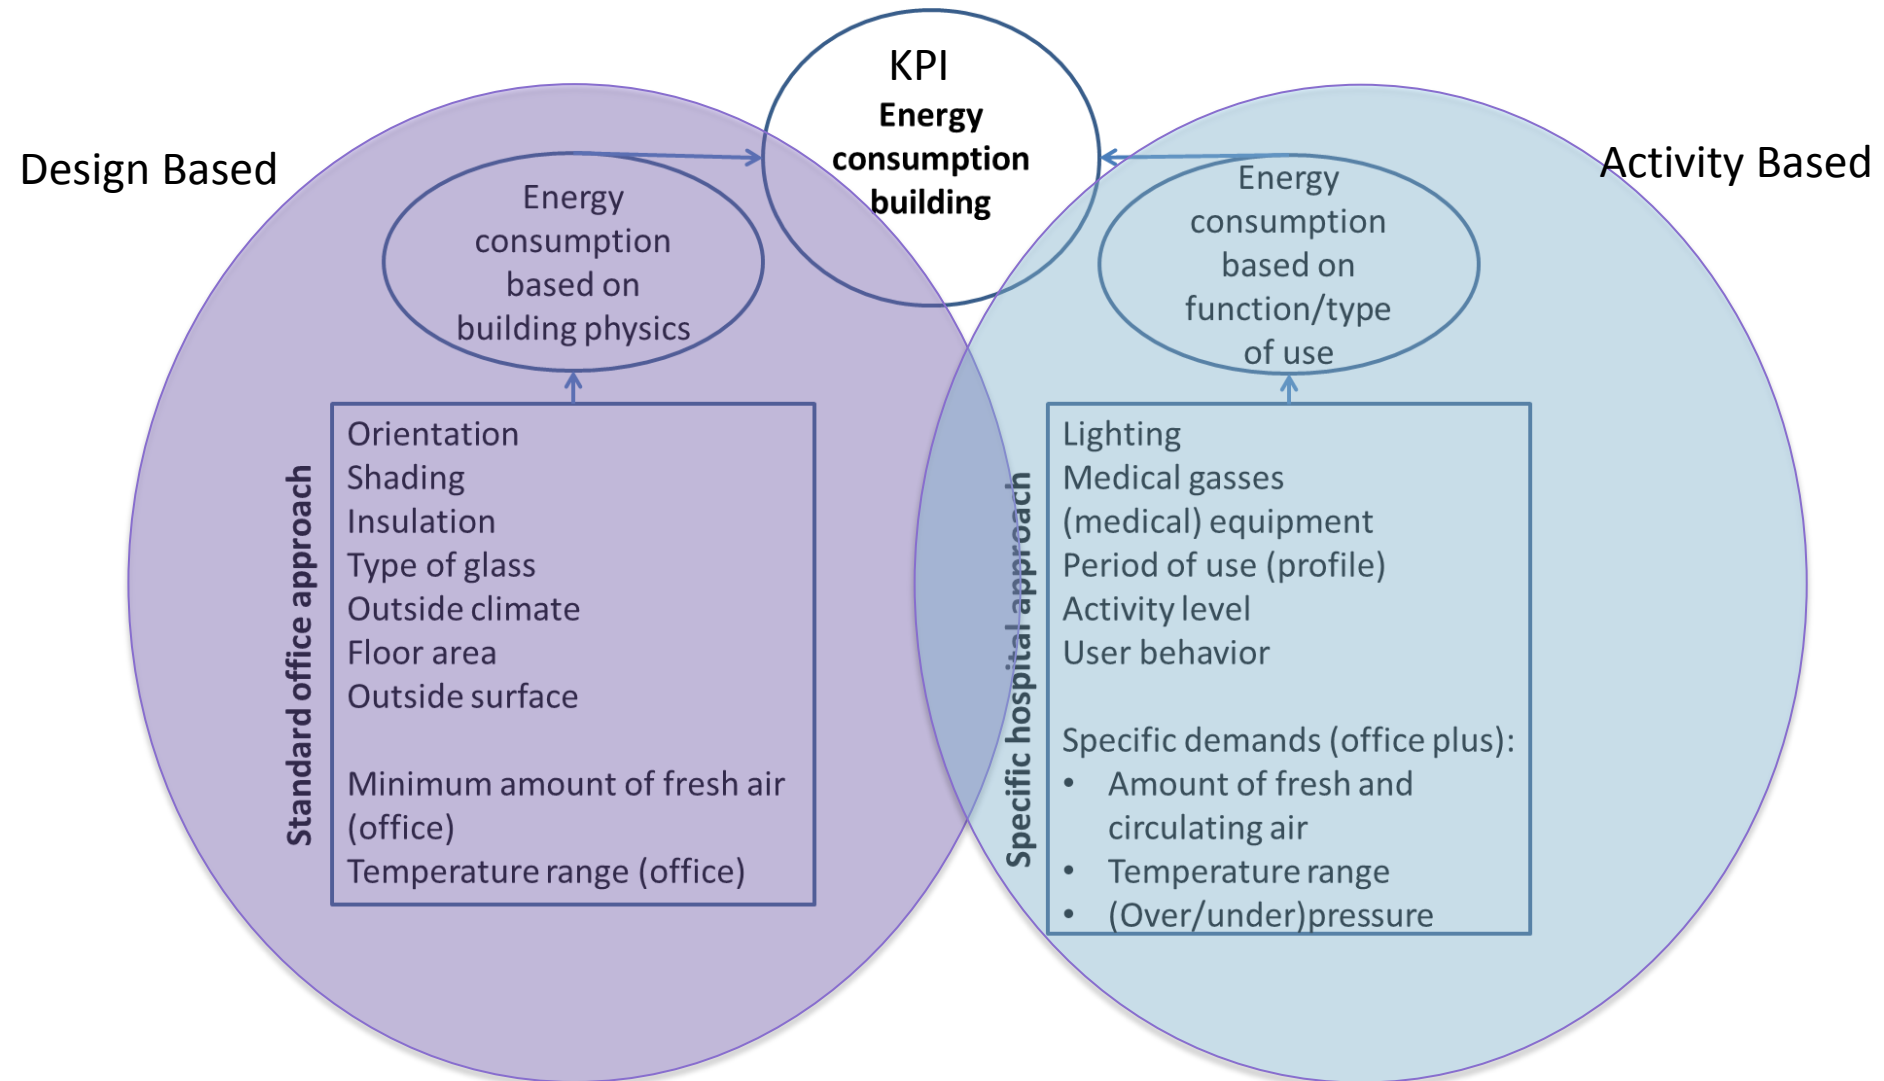 KPI
Energy
consumption
building
Design Based
Activity Based
Energy
consumption
based on
building physics
Energy
consumption
based on
function/type
of use
Standard office approach
Orientation
Shading
Insulation
Type of glass
Outside climate
Floor area
Outside surface
Minimum amount of fresh air
(office)
Temperature range (office)
Specific hospital approach
Lighting
Medical gasses
(medical) equipment
Period of use (profile)
Activity level
User behavior
Specific demands (office plus):
• Amount of fresh and
circulating air
• Temperature range
• (Over/under)pressure